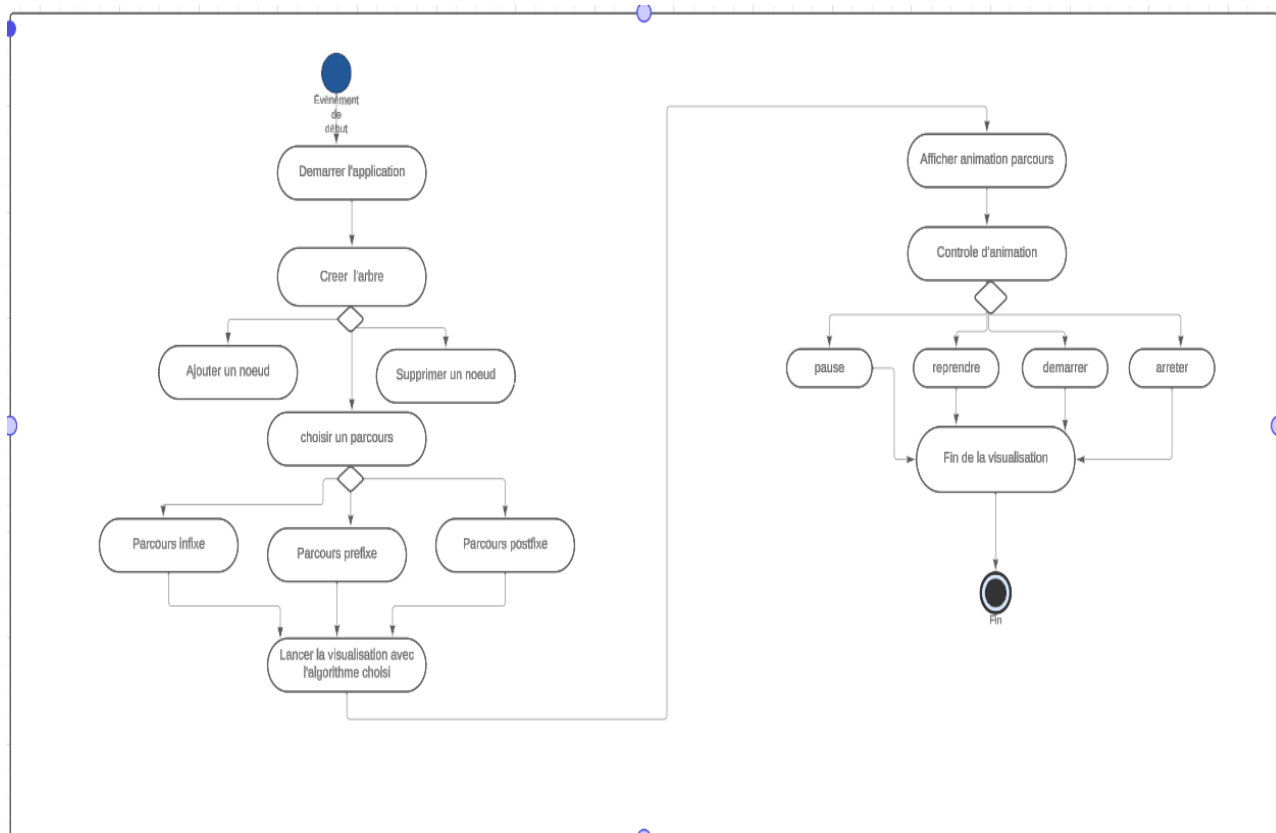 Évènement
de
début
Demarrer l'application
Creer l'arbre
Ajouter un noeud
Supprimer un noeud
choisir un parcours
Parcours infixe
Parcours prefixe
Parcours postfixe
Lancer la visualisation avec
l'algorithme choisi
Afficher animation parcours
Controle d'animation
pause
reprendre
demarrer
arreter
Fin de la visualisation
Fin